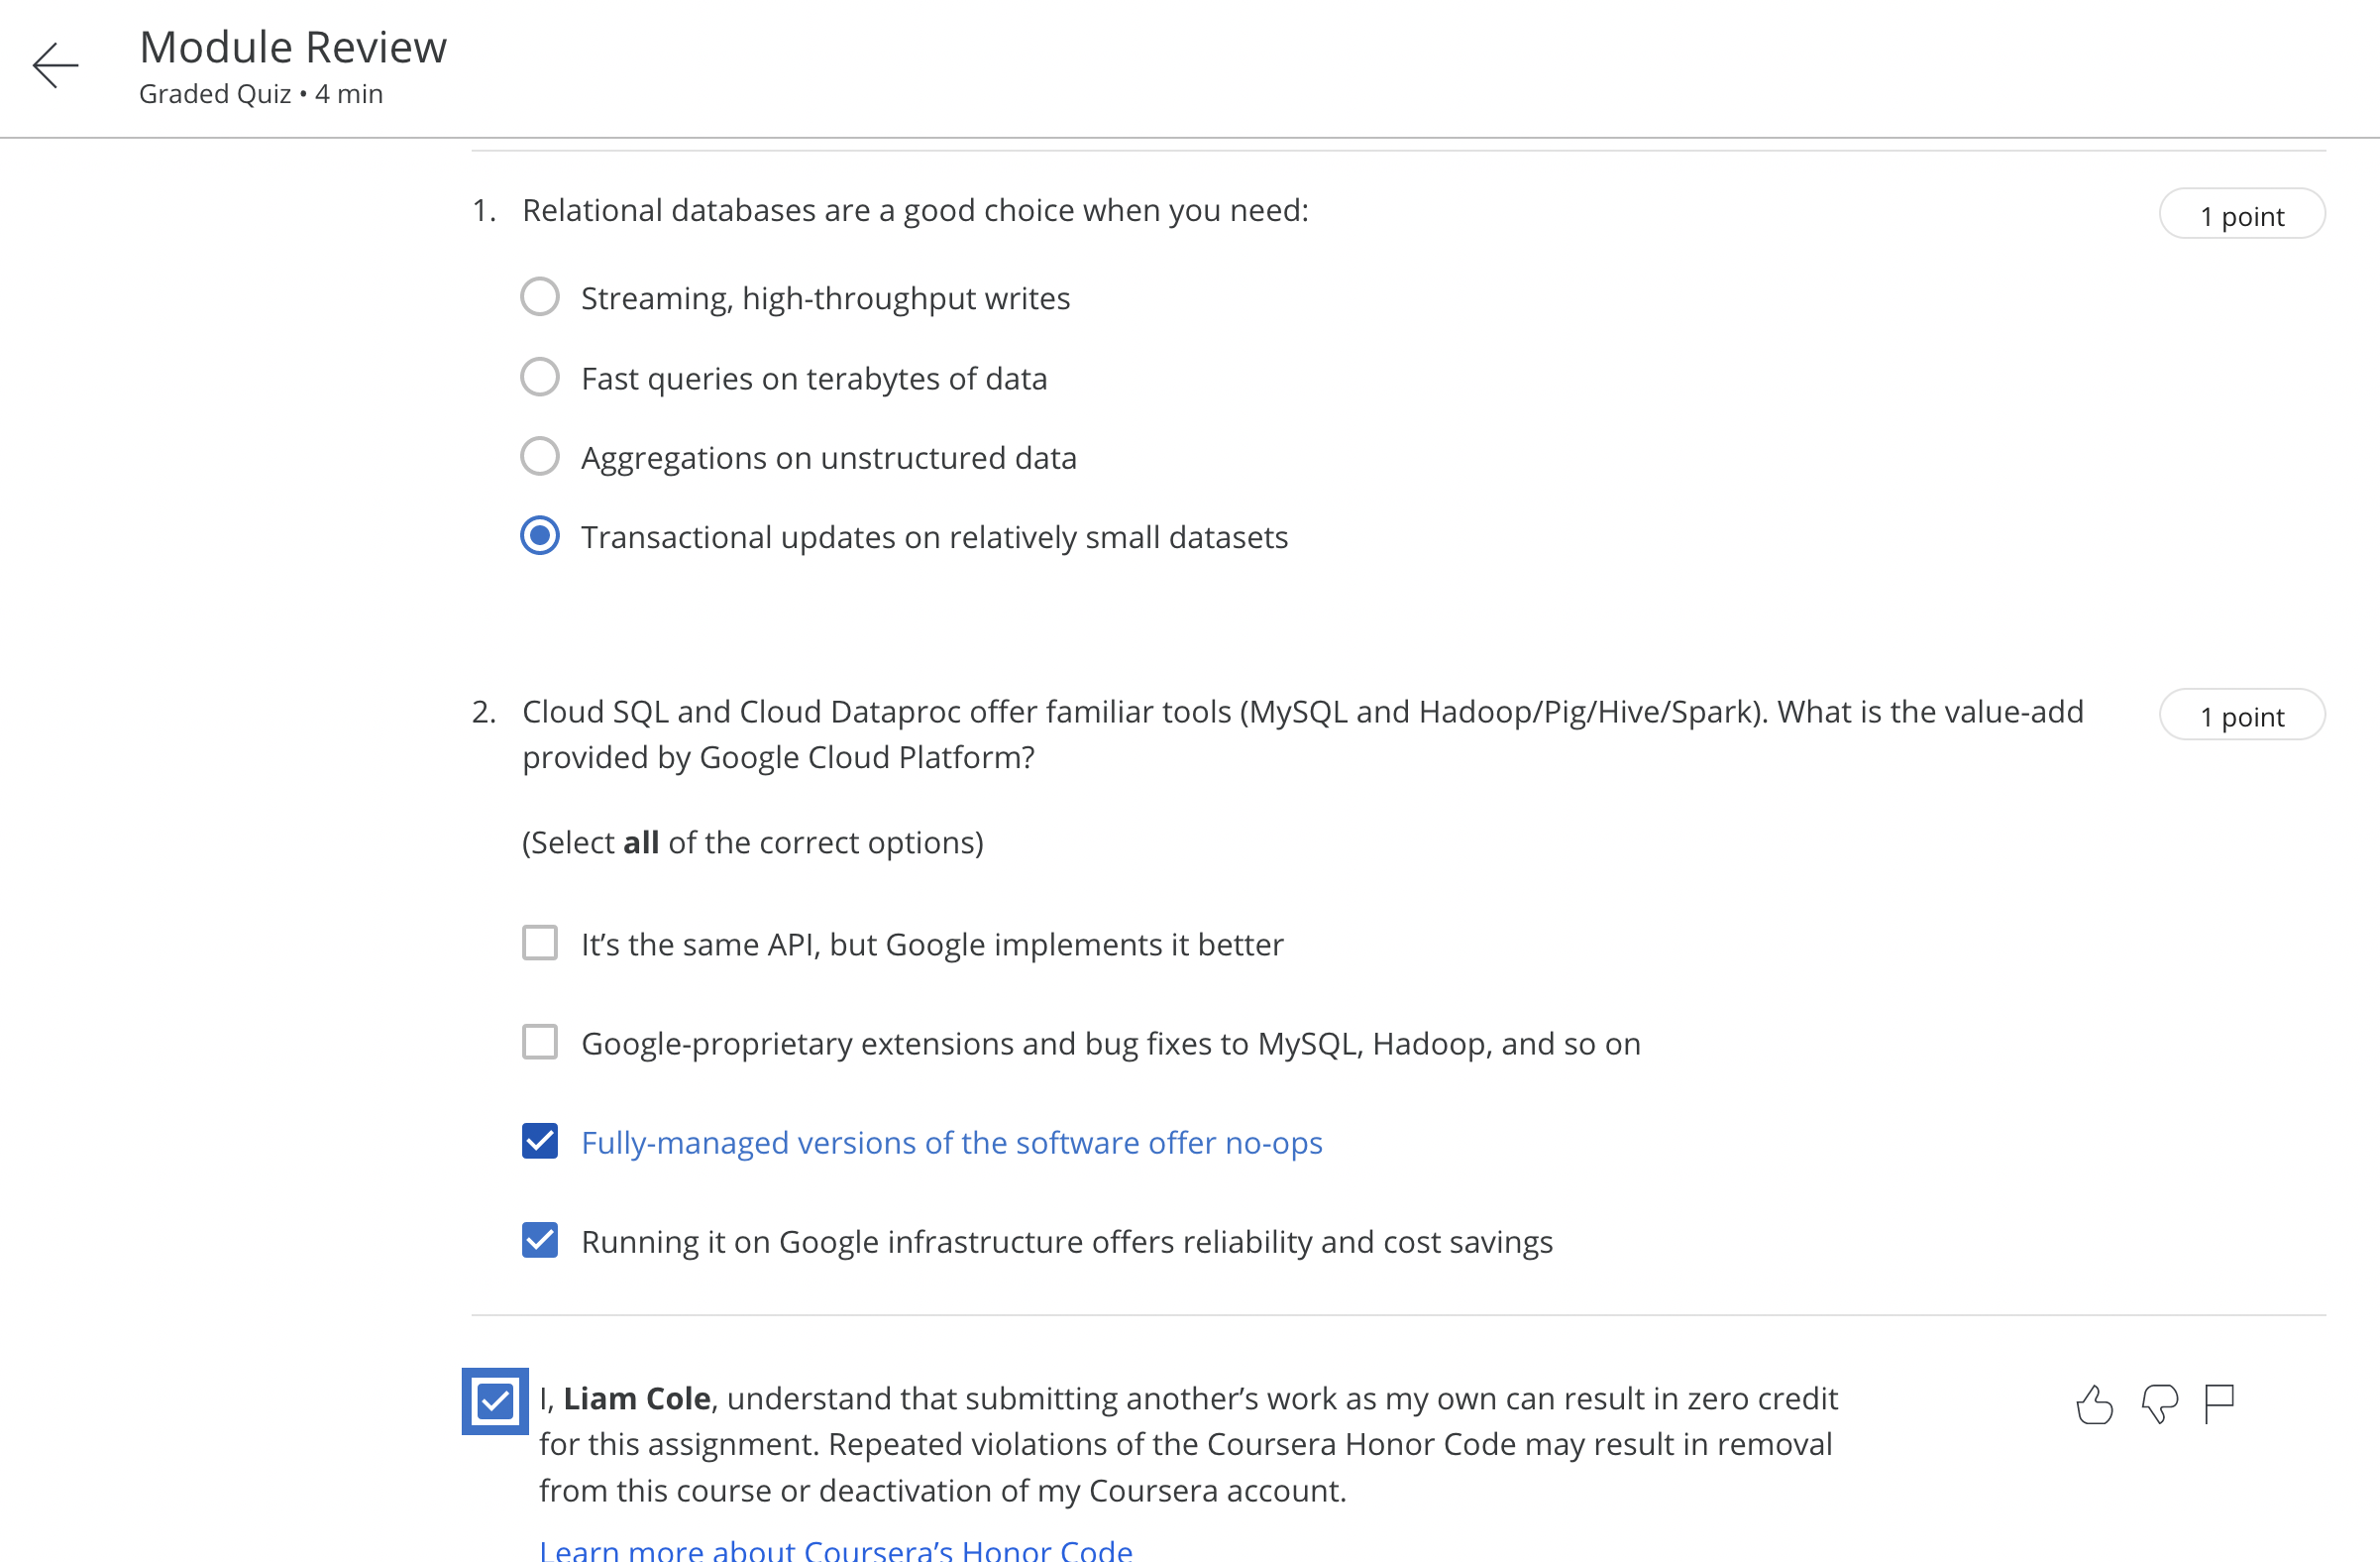 Module Review
Graded Quiz • 4 min
1. Relational databases are a good choice when you need:
1 point
Streaming, high-throughput writes
Fast queries on terabytes of data
Aggregations on unstructured data
Transactional updates on relatively small datasets
2. Cloud SQL and Cloud Dataproc offer familiar tools (MySQL and Hadoop/Pig/Hive/Spark). What is the value-add
1 point
provided by Google Cloud Platform?
(Select all of the correct options)
It’s the same API, but Google implements it better
Google-proprietary extensions and bug fixes to MySQL, Hadoop, and so on
Fully-managed versions of the software offer no-ops
Running it on Google infrastructure offers reliability and cost savings
I, Liam Cole, understand that submitting another’s work as my own can result in zero credit
for this assignment. Repeated violations of the Coursera Honor Code may result in removal
from this course or deactivation of my Coursera account.
Learn more about Coursera’s Honor Code